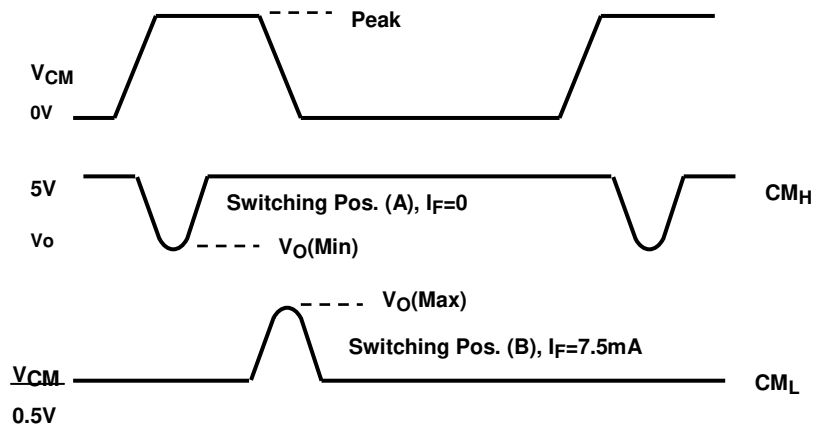 Peak
VCM
0V
5V
Switching Pos. (A), IF=0
CMH
Vo
VO(Min)
VO(Max)
Switching Pos. (B), IF=7.5mA
VCM
CML
0.5V